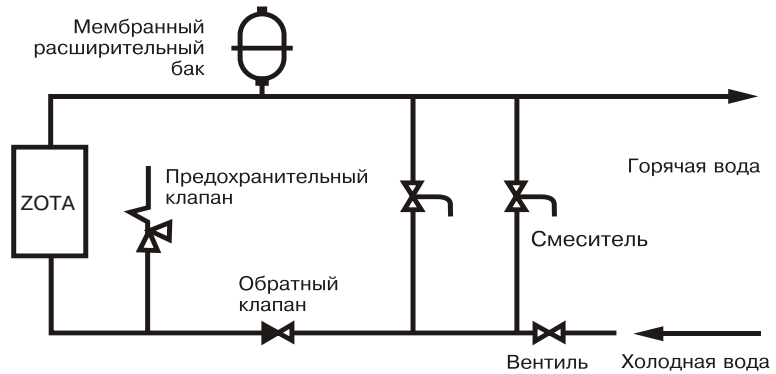 Мембранный
расширительный
бак
ZOTA
Предохранительный
клапан
Горячая вода
Смеситель
Обратный
клапан
Вентиль
Холодная вода